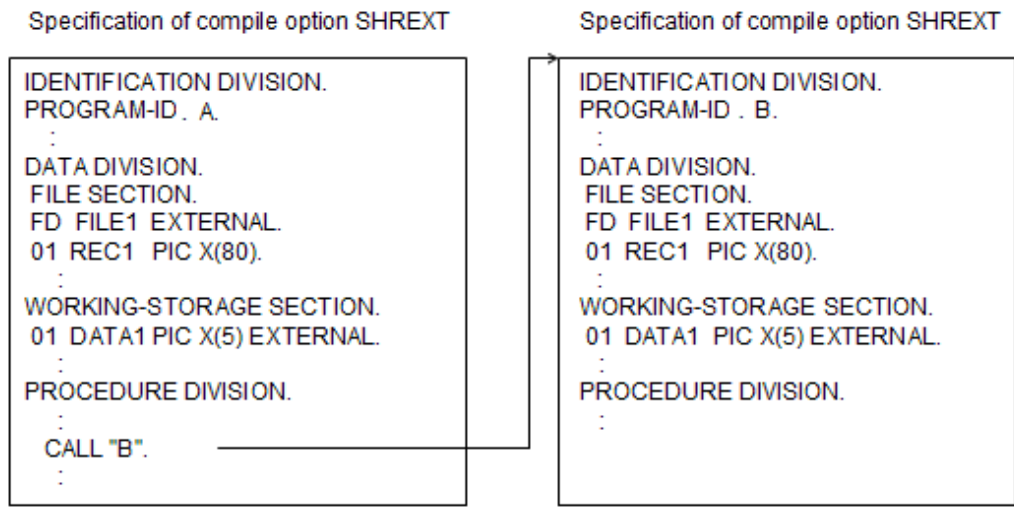 Specification of compile option SHREXT
IDENTIFICATION DIVISION.
PROGRAM-ID. A.
:
DATA DIVISION.
FILE SECTION.
FD FILE1 EXTERNAL.
01 REC1 PIC X(80).
:
WORKING-STORAGE SECTION.
01 DATA1 PIC X(5) EXTERNAL.
:
PROCEDURE DIVISION.
:
CALL "B".
:
Specification of compile option SHREXT
IDENTIFICATION DIVISION.
PROGRAM-ID . B.
:
DATA DIVISION.
FILE SECTION.
FD FILE1 EXTERNAL.
01 REC1 PIC X(80).
:
WORKING-STORAGE SECTION.
01 DATA1 PIC X(5) EXTERNAL.
:
PROCEDURE DIVISION.
: